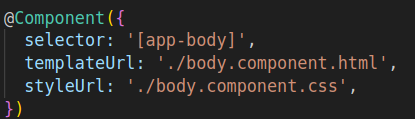 @Component({
  selector: '[app-body]',
  templateUrl: './body.component.html',
  styleUrl: './body.component.css',
})